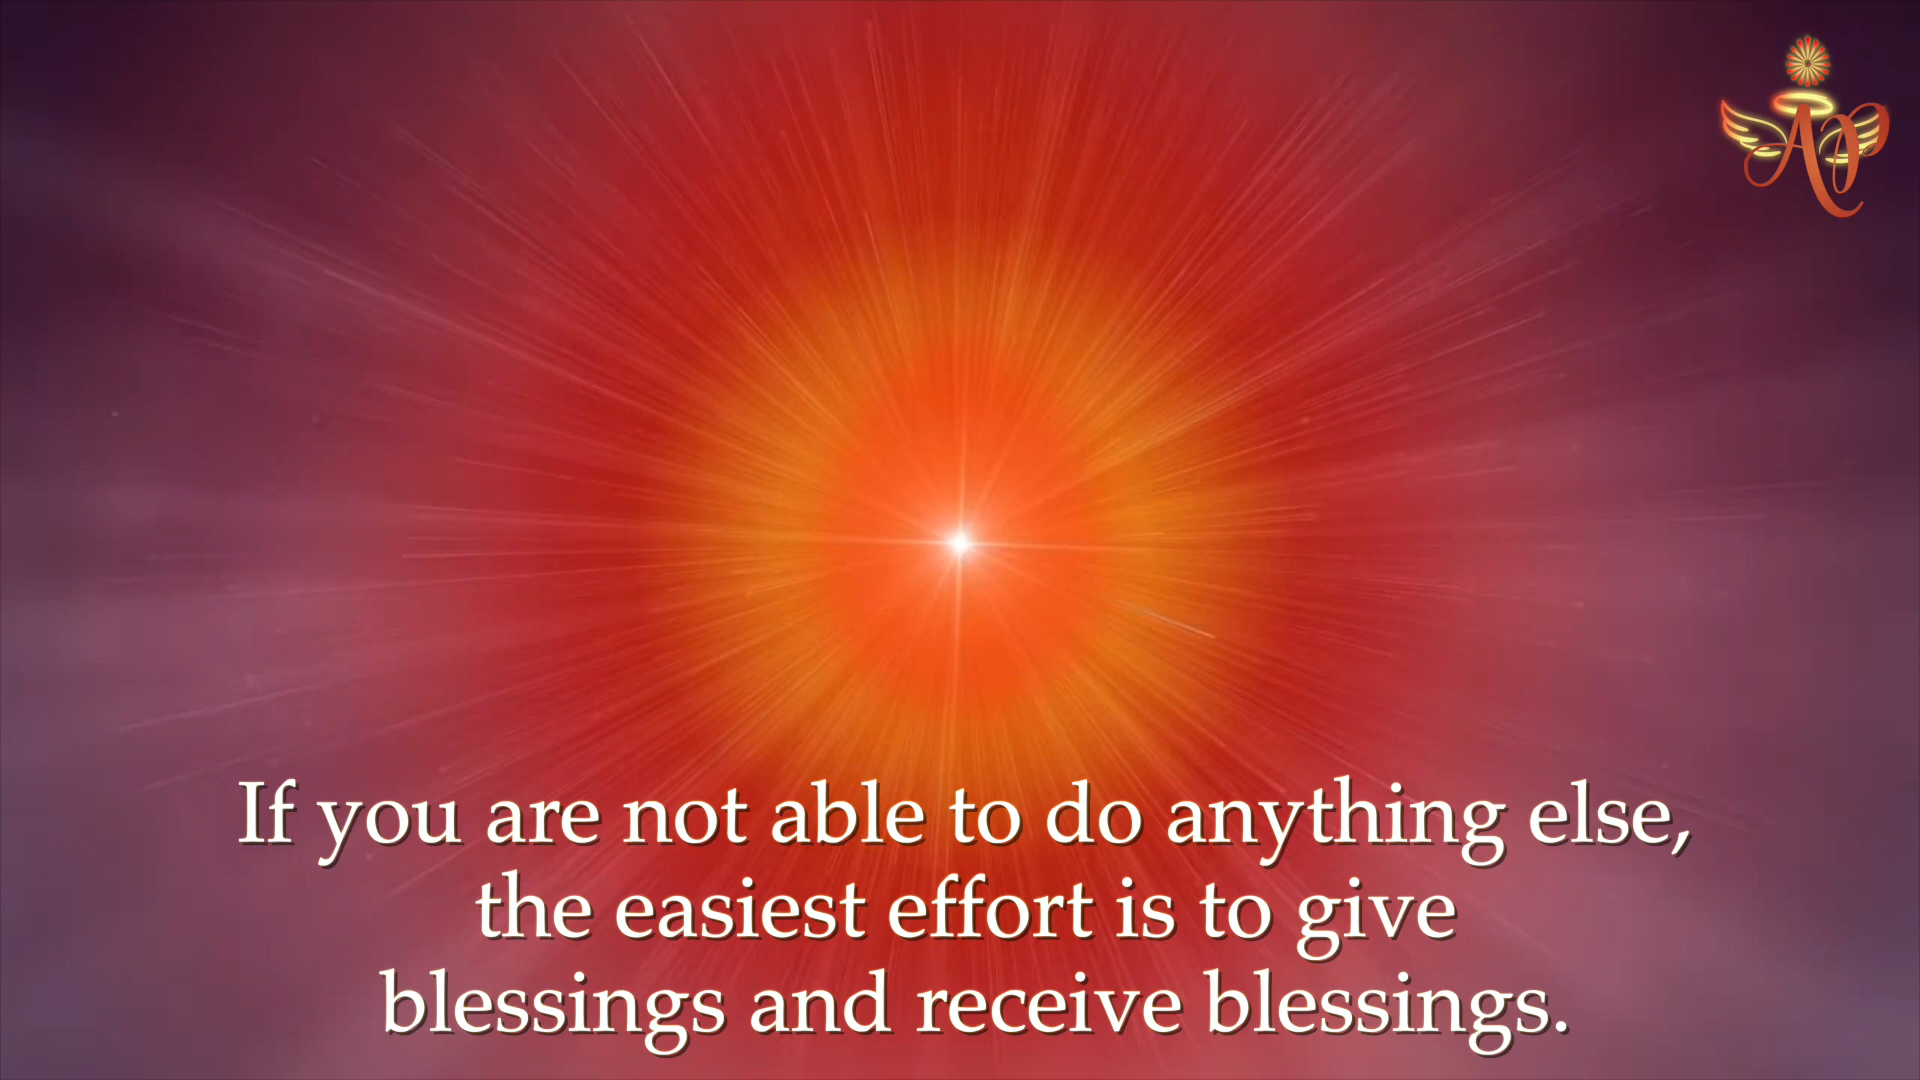 AP
If you are not able to do anything else,
the easiest effort is to give
blessings and receive blessings.